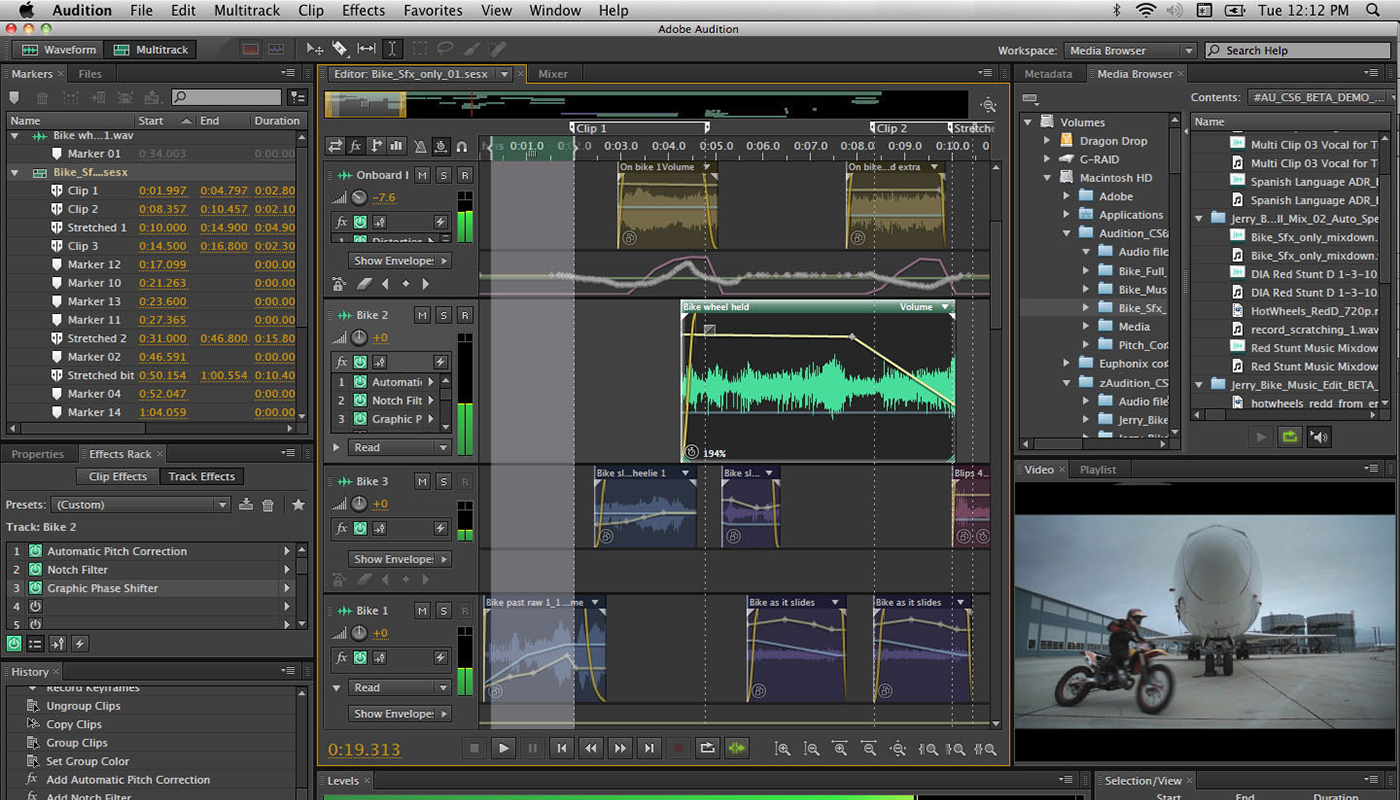 Audition File Edit Multitrack Clip Effects Favorites View Window Help Tue 12:12 PM
Adobe Audition
Waveform Multitrack Workspace: Media Browser Search Help
Markers Files
Name Start End Duration
Bike wh...1.wav
Marker 01 0:34.003 0:00.00
Bike_Sf....sesx
Clip 1 0:01.997 0:04.797 0:02.80
Clip 2 0:08.357 0:10.457 0:02.10
Stretched 1 0:10.000 0:14.900 0:04.90
Clip 3 0:14.500 0:16.800 0:02.30
Marker 12 0:17.099 0:00.00
Marker 10 0:21.263 0:00.00
Marker 13 0:23.600 0:00.00
Marker 11 0:27.365 0:00.00
Stretched 2 0:31.000 0:46.800 0:15.80
Marker 02 0:46.591 0:00.00
Stretched bit 0:50.154 1:00.554 0:10.40
Marker 04 0:52.047 0:00.00
Marker 14 1:04.059 0:00.00
Properties Effects Rack
Clip Effects Track Effects
Presets: (Custom)
Track: Bike 2
1 Automatic Pitch Correction
2 Notch Filter
3 Graphic Phase Shifter
4
5
History
Record Keyframes
Ungroup Clips
Copy Clips
Group Clips
Set Group Color
Add Automatic Pitch Correction
Add Notch Filter
Editor: Bike_Sfx_only_01.sesx Mixer
Clip 1 Clip 2 Stretche
hms 0:01.0 0:02.0 0:03.0 0:04.0 0:05.0 0:06.0 0:07.0 0:08.0 0:09.0 0:10.0
Onboard M S R
-7.6
fx
1 Distortion
Show Envelopes
On bike 1 Volume On bike...d extra
Bike 2 M S R
+0
fx
1 Automatic
2 Notch Filt
3 Graphic P
Read
Bike wheel held Volume
194%
Bike 3 M S R
+0
fx
Show Envelopes
Bike sl...heelie 1 Bike sl... Blips 4..
Bike 1 M S R
+0
fx
Read
Show Envelopes
Bike past raw 1_1 ...me Bike as it slides Bike as it slides
0:19.313
Levels
Metadata Media Browser
Contents: #AU_CS6_BETA_DEMO_...
Volumes
Dragon Drop
G-RAID
Macintosh HD
Adobe
Applications
Audition_CS6
Audio file
Bike_Full_
Bike_Mus
Bike_Sfx_
Media
Pitch_Cor
Euphonix cor
zAudition_CS
Audio file
Jerry_Bike
Name
Multi Clip 03 Vocal for T
Multi Clip 03 Vocal for T
Spanish Language ADR_E
Spanish Language ADR_E
Jerry_B...ll_Mix_02_Auto_Spe
Bike_Sfx_only_mixdown.
Bike_Sfx_only_mixdown.
DIA Red Stunt D 1-3-10
DIA Red Stunt D 1-3-10
HotWheels_RedD_720p.r
record_scratching_1.wav
Red Stunt Music Mixdow
Red Stunt Music Mixdow
Jerry_Bike_Music_Edit_BETA_
hotwheels_redd_from_er
Video Playlist
Selection/View
Start End Duration